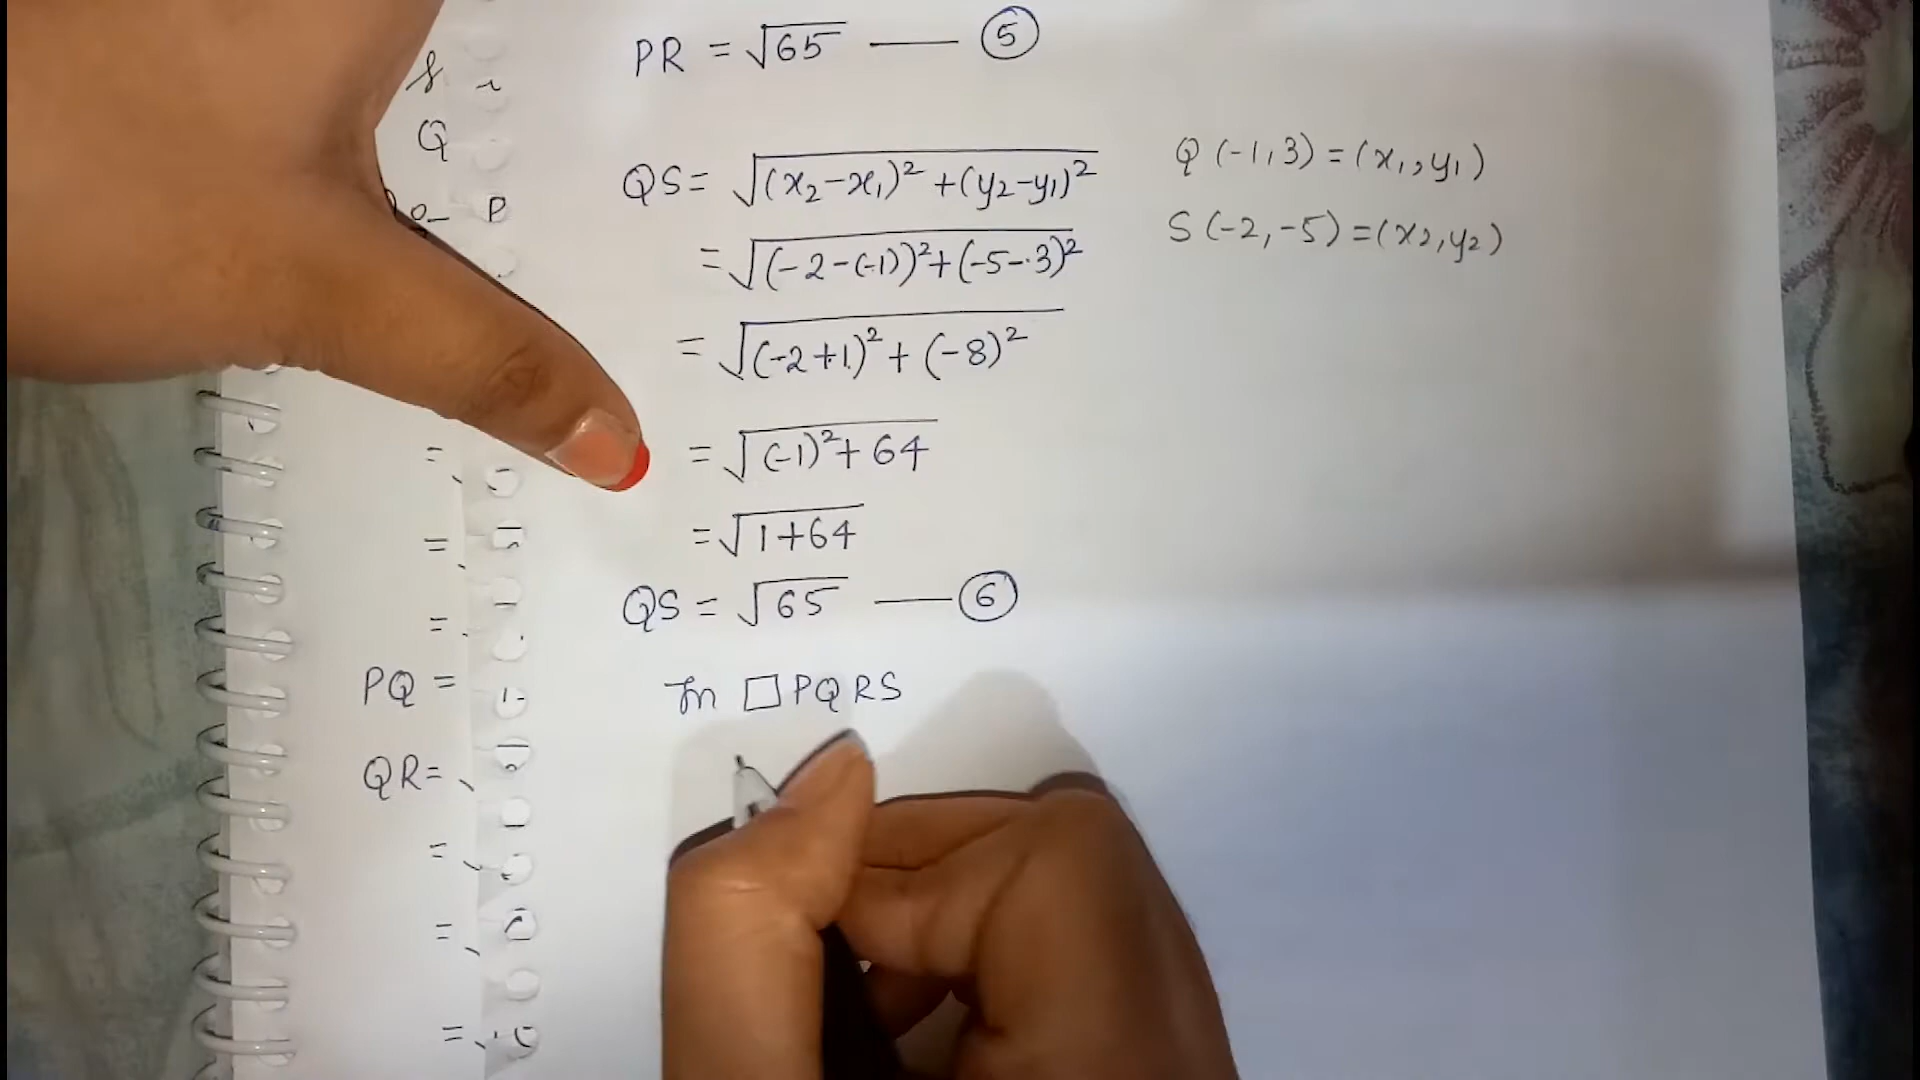 PR = √65 —— ⑤
QS = √(x₂-x₁)² + (y₂-y₁)²
Q (-1, 3) = (x₁, y₁)
= √(-2-(-1))² + (-5-3)²
S (-2, -5) = (x₂, y₂)
= √(-2+1)² + (-8)²
= √(-1)² + 64
= √1+64
QS = √65 —— ⑥
In □PQRS
Q
P
PQ =
QR =